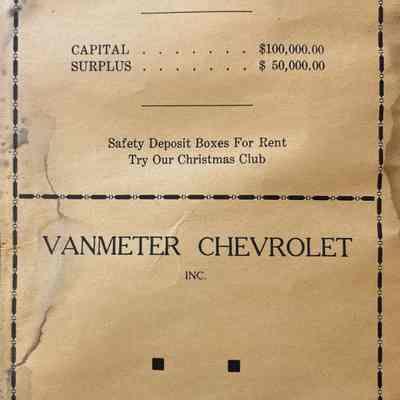 CAPITAL . . . . . . . $100,000.00
SURPLUS . . . . . . . $ 50,000.00
Safety Deposit Boxes For Rent
Try Our Christmas Club
VANMETER CHEVROLET
INC.